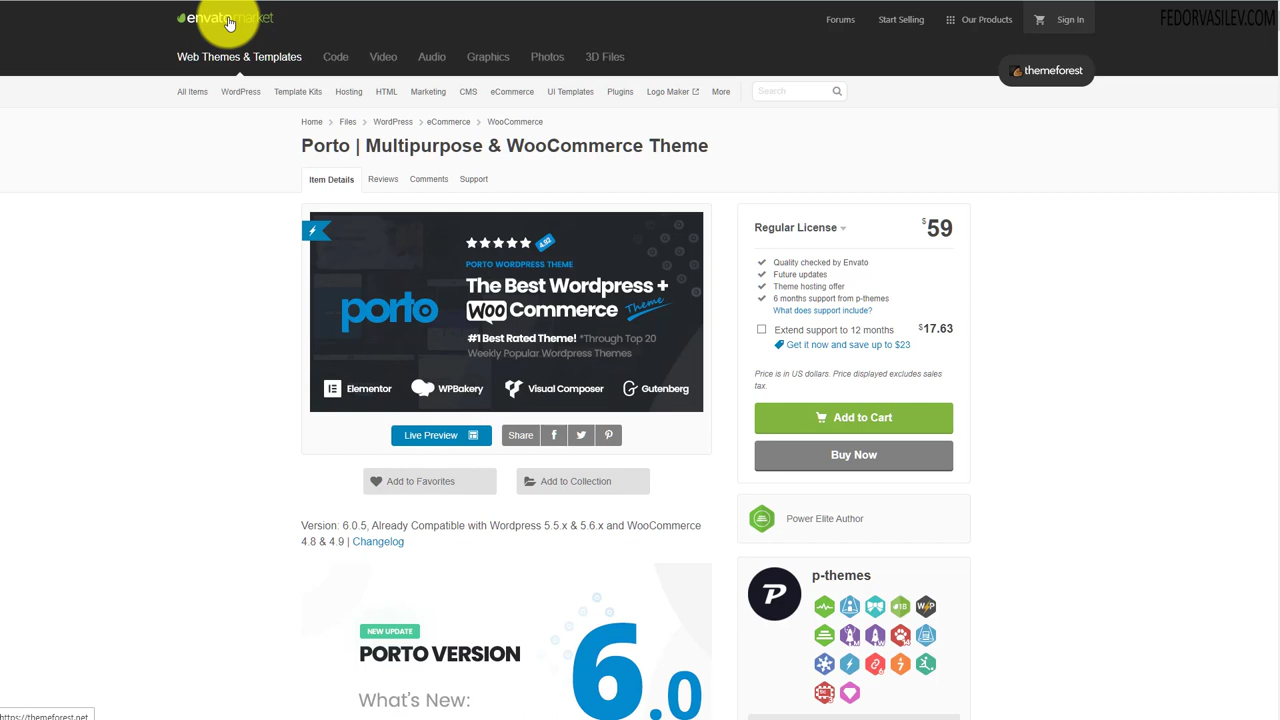 envato market
Forums
Start Selling
Our Products
Sign In
FEDORVASILEV.COM
Web Themes & Templates
Code
Video
Audio
Graphics
Photos
3D Files
themeforest
All Items
WordPress
Template Kits
Hosting
HTML
Marketing
CMS
eCommerce
UI Templates
Plugins
Logo Maker
More
Search
Home > Files > WordPress > eCommerce > WooCommerce
Porto | Multipurpose & WooCommerce Theme
Item Details
Reviews
Comments
Support
4.92
PORTO WORDPRESS THEME
The Best Wordpress +
Woo Commerce Theme
porto
#1 Best Rated Theme! *Through Top 20
Weekly Popular Wordpress Themes
Elementor
WPBakery
Visual Composer
Gutenberg
Live Preview
Share
Add to Favorites
Add to Collection
Version: 6.0.5, Already Compatible with Wordpress 5.5.x & 5.6.x and WooCommerce
4.8 & 4.9 | Changelog
NEW UPDATE
PORTO VERSION
6.0
What's New:
Regular License
$59
Quality checked by Envato
Future updates
Theme hosting offer
6 months support from p-themes
What does support include?
Extend support to 12 months
$17.63
Get it now and save up to $23
Price is in US dollars. Price displayed excludes sales
tax.
Add to Cart
Buy Now
Power Elite Author
P
p-themes
https://themeforest.net